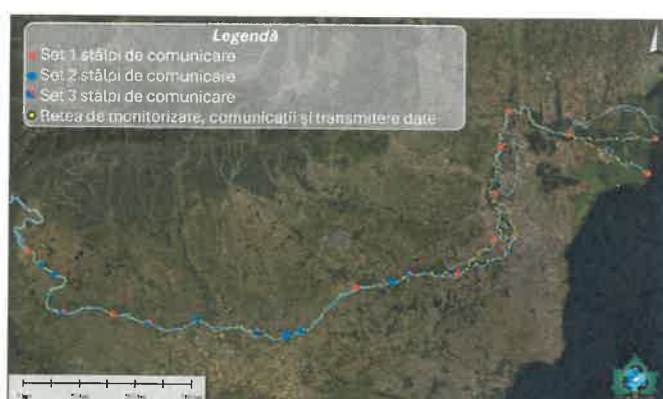 Legendă
Set 1 stâlpi de comunicare
Set 2 stâlpi de comunicare
Set 3 stâlpi de comunicare
Rețea de monitorizare, comunicații și transmitere date